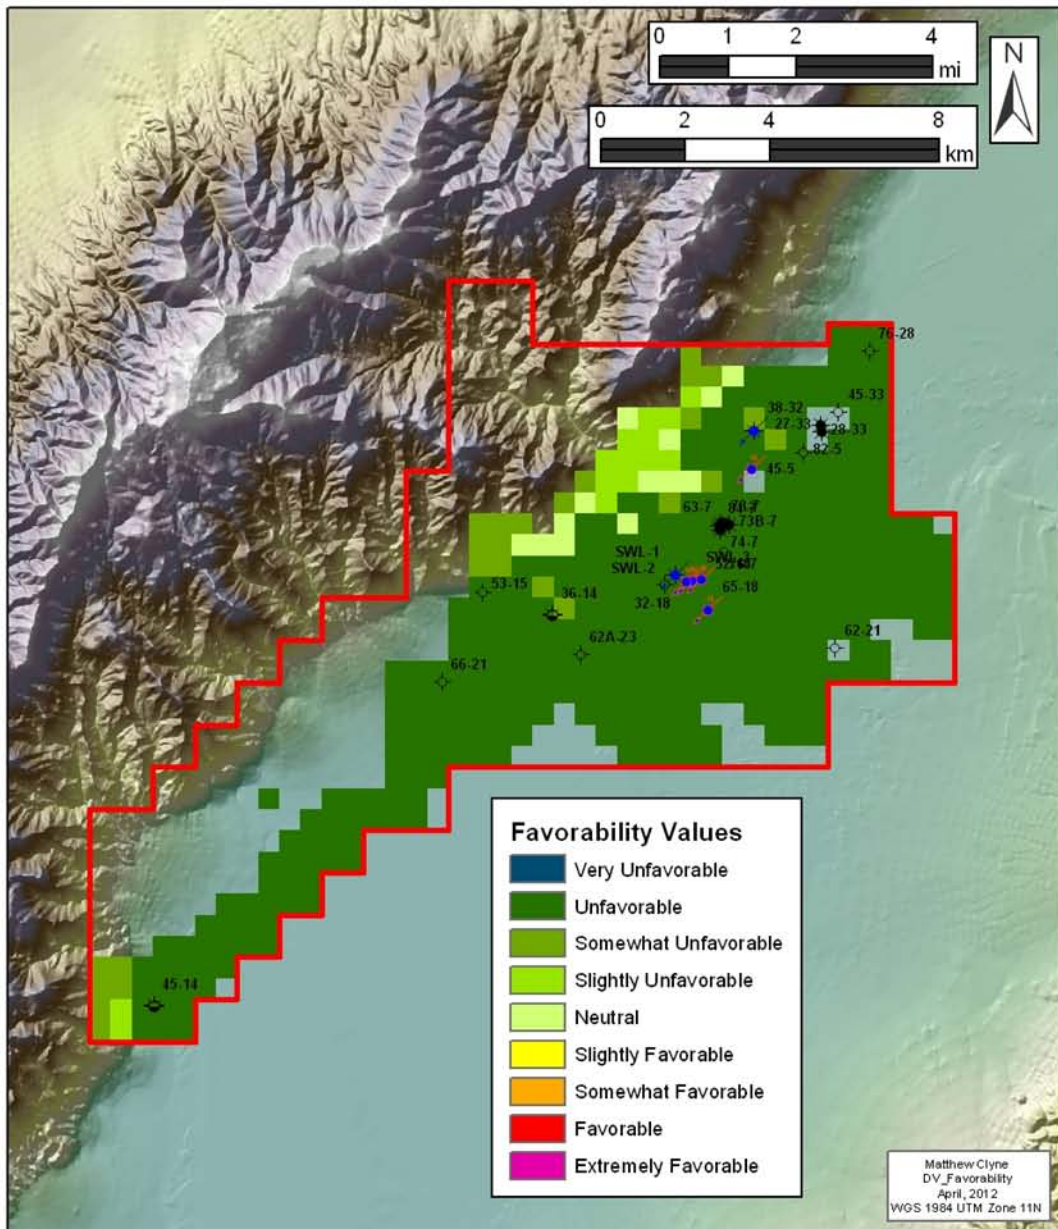 0 1 2 4
mi
N
0 2 4 8
km
76-28
45-33
38-32
27-33
28-33
82-5
45-5
63-7
73B-7
74-7
SWL-1
SWL-3
SWL-2
65-18
32-18
53-15
36-14
62A-23
62-21
66-21
45-14
Favorability Values
Very Unfavorable
Unfavorable
Somewhat Unfavorable
Slightly Unfavorable
Neutral
Slightly Favorable
Somewhat Favorable
Favorable
Extremely Favorable
Matthew Clyne
DV_Favorability
April, 2012
WGS 1984 UTM Zone 11N